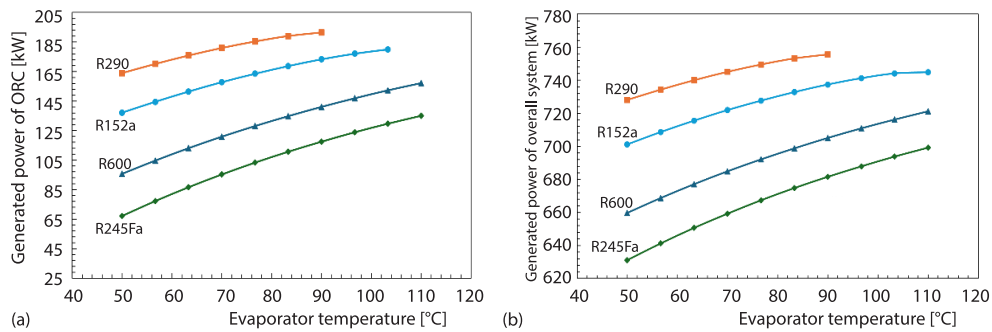 Generated power of ORC [kW]
205
185
165
145
125
105
85
65
45
25
R290
R152a
R600
R245Fa
40 50 60 70 80 90 100 110 120
(a) Evaporator temperature [°C]
Generated power of overall system [kW]
780
760
740
720
700
680
660
640
620
R290
R152a
R600
R245Fa
40 50 60 70 80 90 100 110 120
(b) Evaporator temperature [°C]